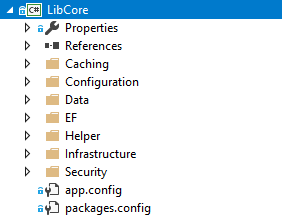 C# LibCore
Properties
References
Caching
Configuration
Data
EF
Helper
Infrastructure
Security
app.config
packages.config